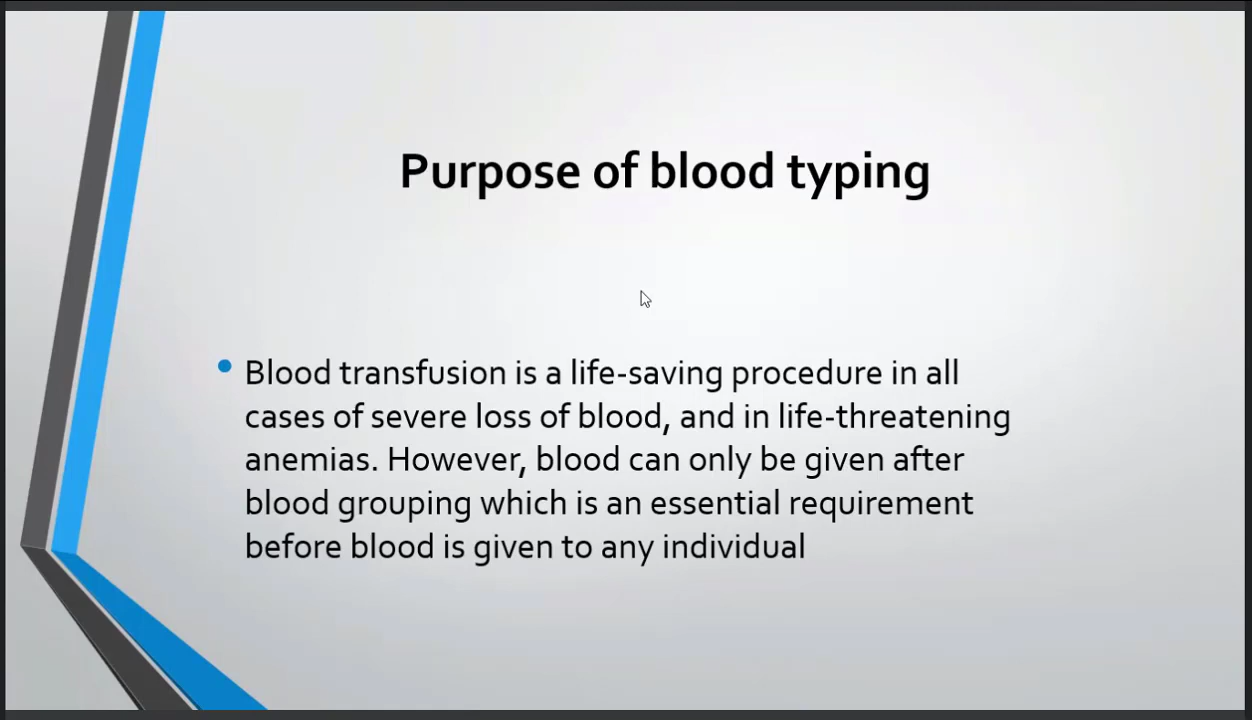 Purpose of blood typing
Blood transfusion is a life-saving procedure in all
cases of severe loss of blood, and in life-threatening
anemias. However, blood can only be given after
blood grouping which is an essential requirement
before blood is given to any individual